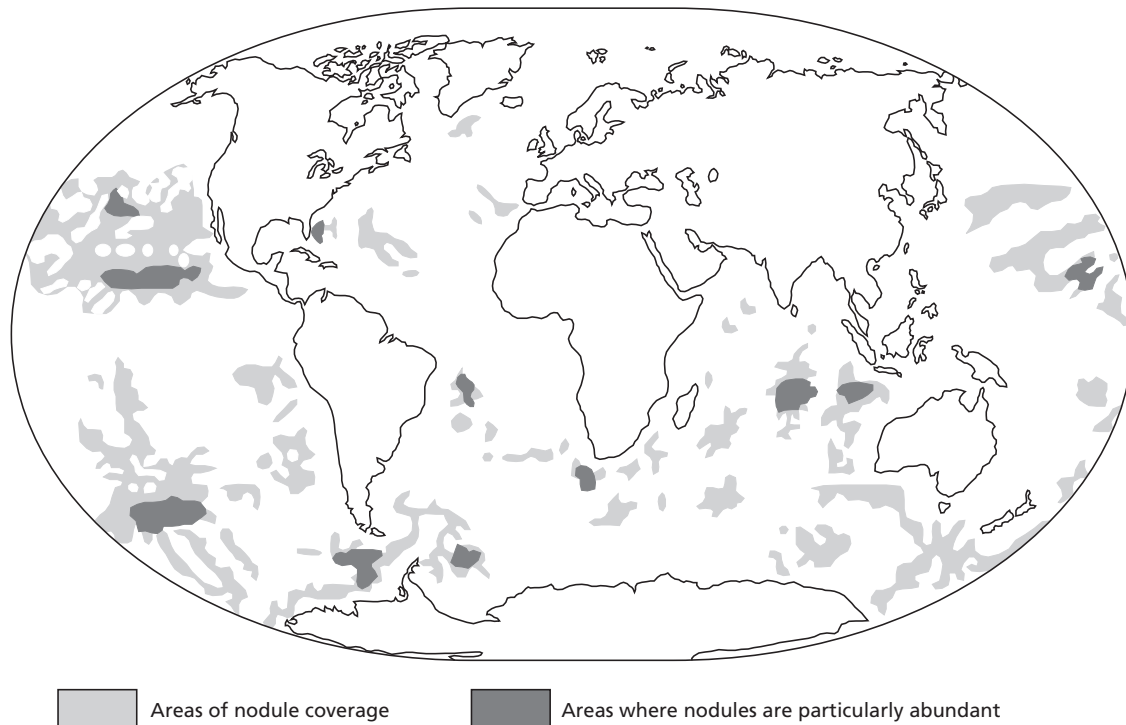 Areas of nodule coverage
Areas where nodules are particularly abundant